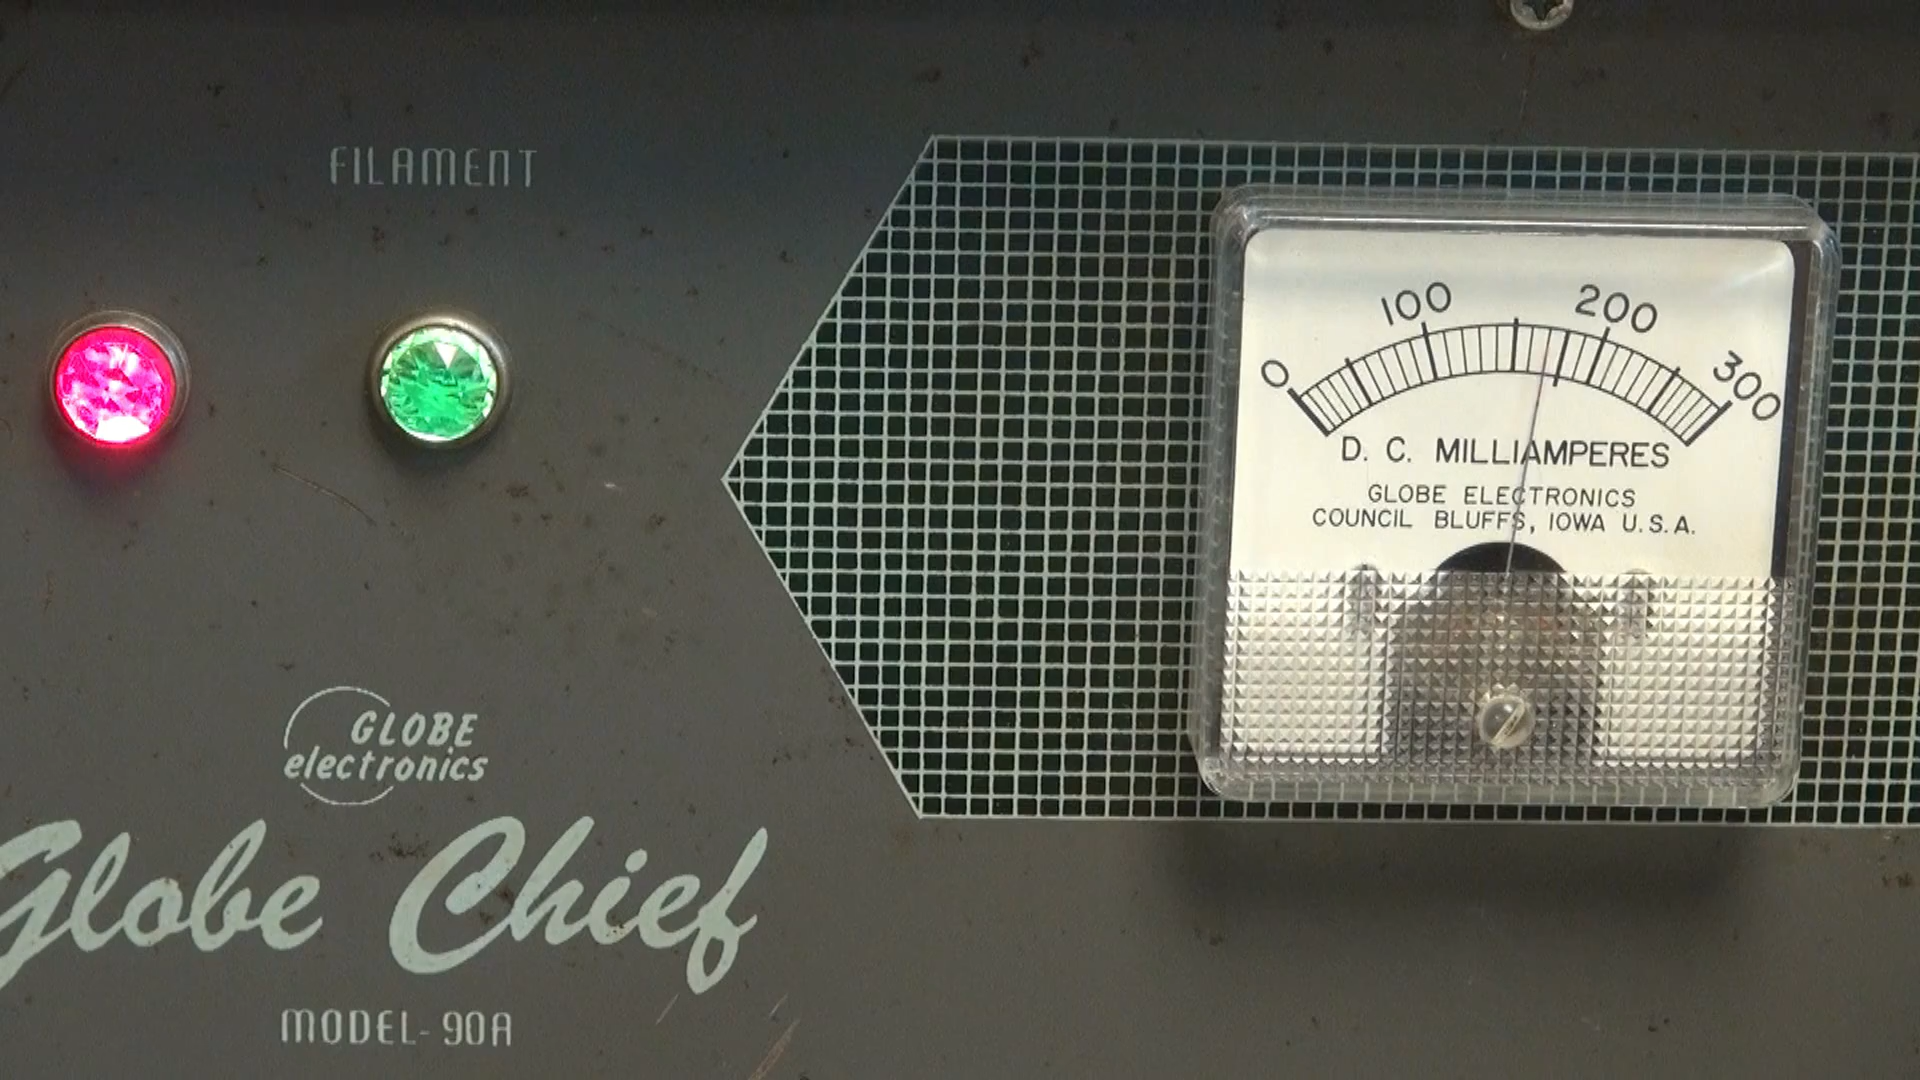 FILAMENT
GLOBE
electronics
Globe Chief
MODEL-90A
0 100 200 300
D. C. MILLIAMPERES
GLOBE ELECTRONICS
COUNCIL BLUFFS, IOWA U.S.A.